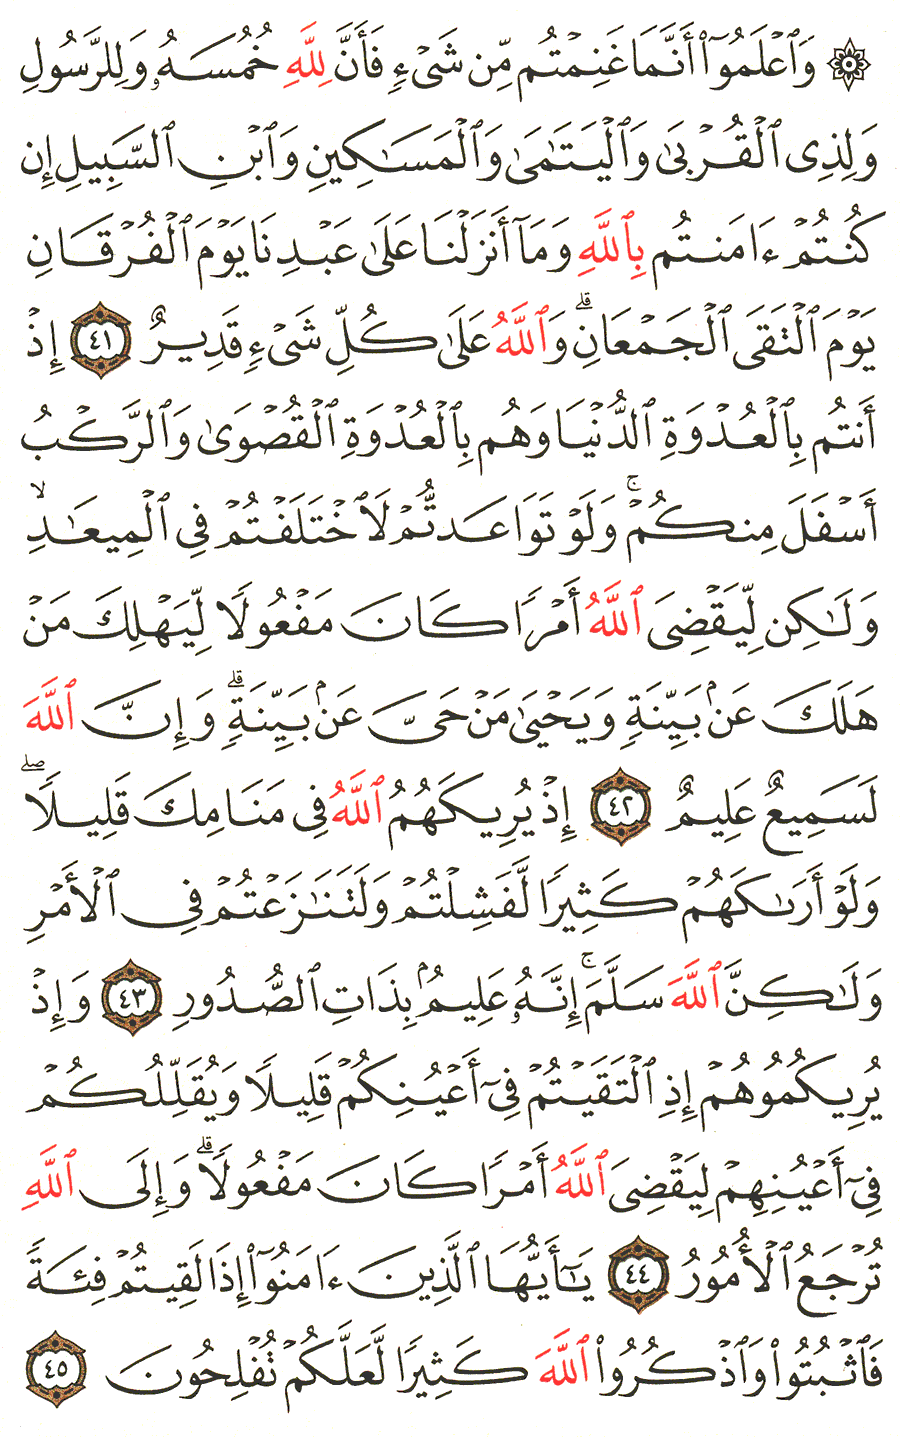 ۞ وَٱعْلَمُوٓا۟ أَنَّمَا غَنِمْتُم مِّن شَىْءٍ فَأَنَّ لِلَّهِ خُمُسَهُۥ وَلِلرَّسُولِ
وَلِذِى ٱلْقُرْبَىٰ وَٱلْيَتَـٰمَىٰ وَٱلْمَسَـٰكِينِ وَٱبْنِ ٱلسَّبِيلِ إِن
كُنتُمْ ءَامَنتُم بِٱللَّهِ وَمَآ أَنزَلْنَا عَلَىٰ عَبْدِنَا يَوْمَ ٱلْفُرْقَانِ
يَوْمَ ٱلْتَقَى ٱلْجَمْعَانِ ۗ وَٱللَّهُ عَلَىٰ كُلِّ شَىْءٍ قَدِيرٌ ٤١ إِذْ
أَنتُم بِٱلْعُدْوَةِ ٱلدُّنْيَا وَهُم بِٱلْعُدْوَةِ ٱلْقُصْوَىٰ وَٱلرَّكْبُ
أَسْفَلَ مِنكُمْ ۚ وَلَوْ تَوَاعَدتُّمْ لَٱخْتَلَفْتُمْ فِى ٱلْمِيعَـٰدِ ۙ
وَلَـٰكِن لِّيَقْضِىَ ٱللَّهُ أَمْرًا كَانَ مَفْعُولًا لِّيَهْلِكَ مَنْ
هَلَكَ عَنۢ بَيِّنَةٍ وَيَحْيَىٰ مَنْ حَىَّ عَنۢ بَيِّنَةٍ ۗ وَإِنَّ ٱللَّهَ
لَسَمِيعٌ عَلِيمٌ ٤٢ إِذْ يُرِيكَهُمُ ٱللَّهُ فِى مَنَامِكَ قَلِيلًا ۖ
وَلَوْ أَرَىٰكَهُمْ كَثِيرًا لَّفَشِلْتُمْ وَلَتَنَـٰزَعْتُمْ فِى ٱلْأَمْرِ
وَلَـٰكِنَّ ٱللَّهَ سَلَّمَ ۚ إِنَّهُۥ عَلِيمٌۢ بِذَاتِ ٱلصُّدُورِ ٤٣ وَإِذْ
يُرِيكُمُوهُمْ إِذِ ٱلْتَقَيْتُمْ فِىٓ أَعْيُنِكُمْ قَلِيلًا وَيُقَلِّلُكُمْ
فِىٓ أَعْيُنِهِمْ لِيَقْضِىَ ٱللَّهُ أَمْرًا كَانَ مَفْعُولًا ۗ وَإِلَى ٱللَّهِ
تُرْجَعُ ٱلْأُمُورُ ٤٤ يَـٰٓأَيُّهَا ٱلَّذِينَ ءَامَنُوٓا۟ إِذَا لَقِيتُمْ فِئَةً
فَٱثْبُتُوا۟ وَٱذْكُرُوا۟ ٱللَّهَ كَثِيرًا لَّعَلَّكُمْ تُفْلِحُونَ ٤٥